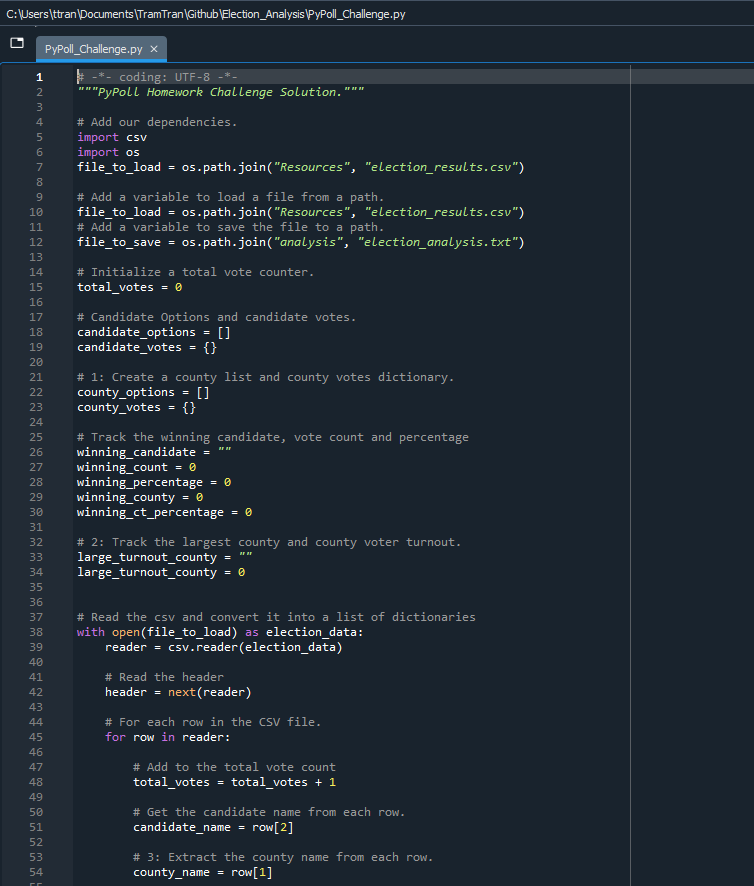 C:\Users\ttran\Documents\TramTran\Github\Election_Analysis\PyPoll_Challenge.py
PyPoll_Challenge.py ×
1 # -*- coding: UTF-8 -*-
2 """PyPoll Homework Challenge Solution."""
3
4 # Add our dependencies.
5 import csv
6 import os
7 file_to_load = os.path.join("Resources", "election_results.csv")
8
9 # Add a variable to load a file from a path.
10 file_to_load = os.path.join("Resources", "election_results.csv")
11 # Add a variable to save the file to a path.
12 file_to_save = os.path.join("analysis", "election_analysis.txt")
13
14 # Initialize a total vote counter.
15 total_votes = 0
16
17 # Candidate Options and candidate votes.
18 candidate_options = []
19 candidate_votes = {}
20
21 # 1: Create a county list and county votes dictionary.
22 county_options = []
23 county_votes = {}
24
25 # Track the winning candidate, vote count and percentage
26 winning_candidate = ""
27 winning_count = 0
28 winning_percentage = 0
29 winning_county = 0
30 winning_ct_percentage = 0
31
32 # 2: Track the largest county and county voter turnout.
33 large_turnout_county = ""
34 large_turnout_county = 0
35
36
37 # Read the csv and convert it into a list of dictionaries
38 with open(file_to_load) as election_data:
39     reader = csv.reader(election_data)
40
41     # Read the header
42     header = next(reader)
43
44     # For each row in the CSV file.
45     for row in reader:
46
47         # Add to the total vote count
48         total_votes = total_votes + 1
49
50         # Get the candidate name from each row.
51         candidate_name = row[2]
52
53         # 3: Extract the county name from each row.
54         county_name = row[1]